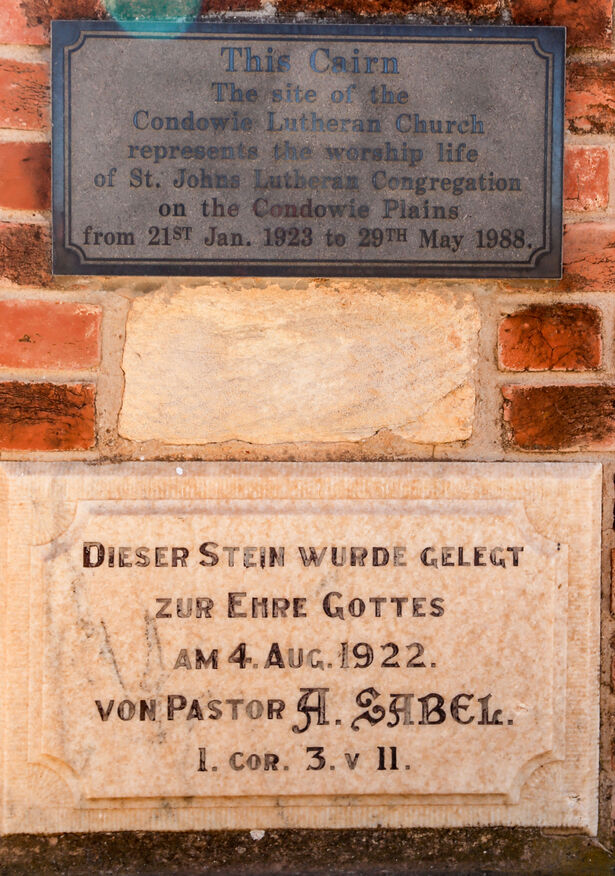 This Cairn
The site of the
Condowie Lutheran Church
represents the worship life
of St. Johns Lutheran Congregation
on the Condowie Plains
from 21ST Jan. 1923 to 29TH May 1988.
DIESER STEIN WURDE GELEGT
ZUR EHRE GOTTES
AM 4. AUG. 1922.
VON PASTOR A. ZABEL.
1. COR. 3. V 11.